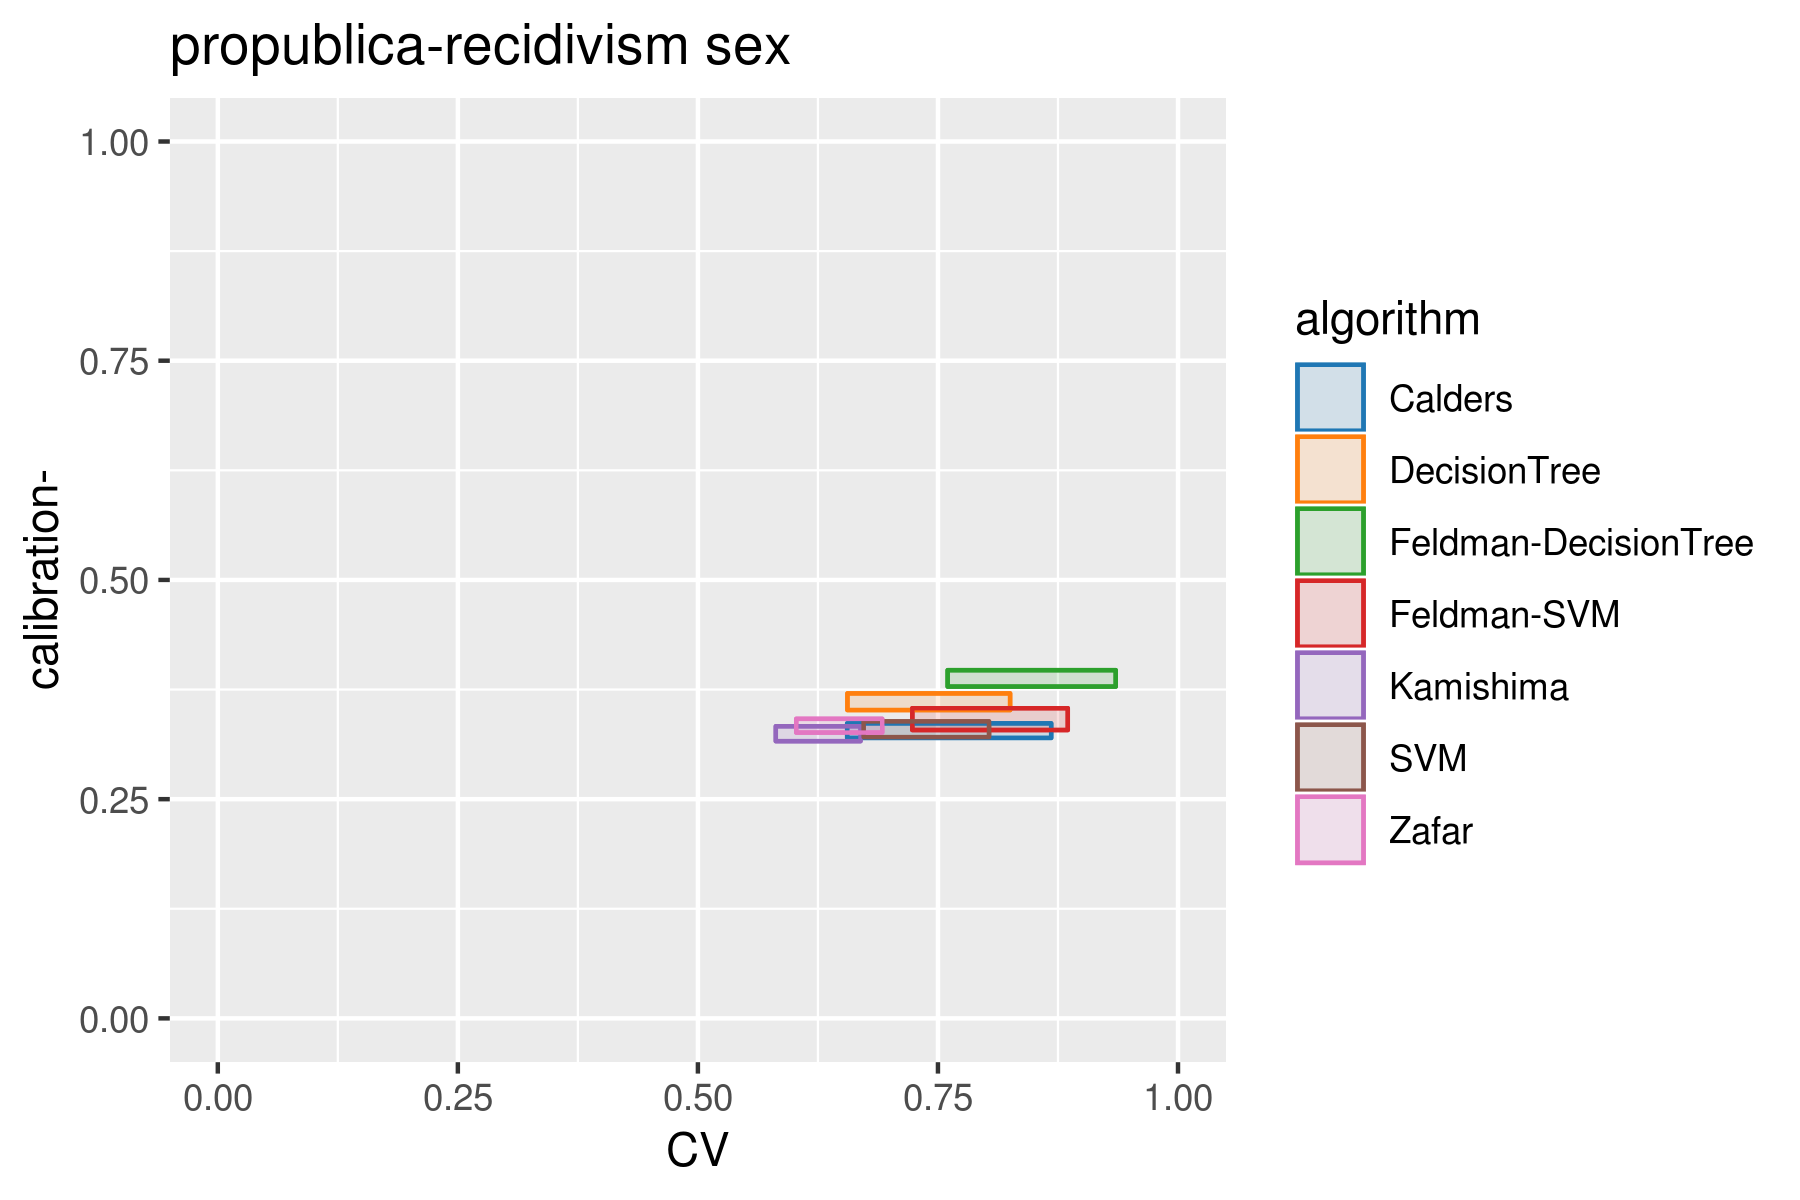 propublica-recidivism sex
calibration-
1.00
0.75
0.50
0.25
0.00
0.00 0.25 0.50 0.75 1.00
CV
algorithm
Calders
DecisionTree
Feldman-DecisionTree
Feldman-SVM
Kamishima
SVM
Zafar